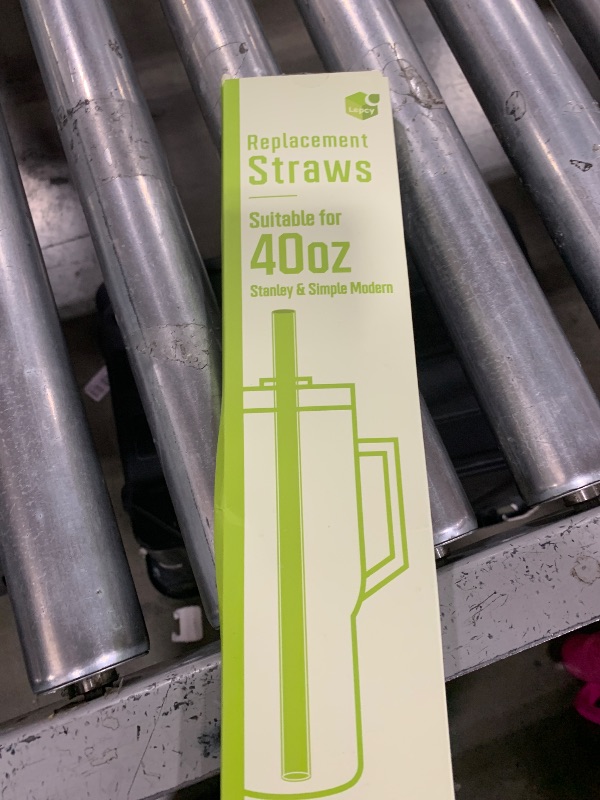 Lepcy
Replacement
Straws
Suitable for
40oz
Stanley & Simple Modern